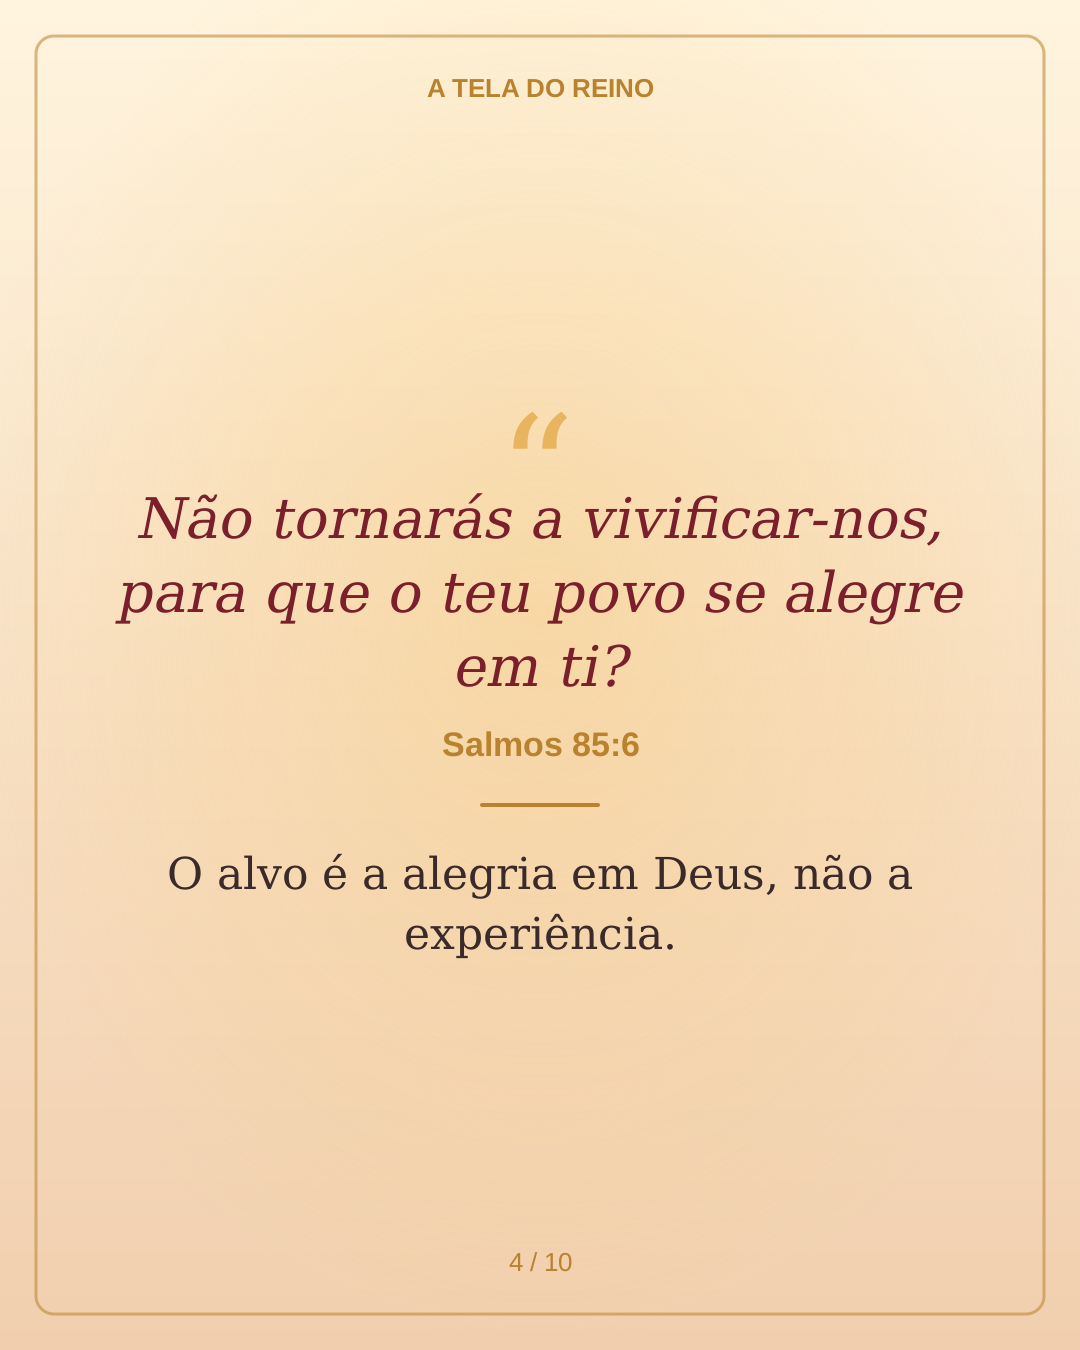 A TELA DO REINO
“
Não tornarás a vivificar-nos,
para que o teu povo se alegre
em ti?
Salmos 85:6
O alvo é a alegria em Deus, não a
experiência.
4 / 10